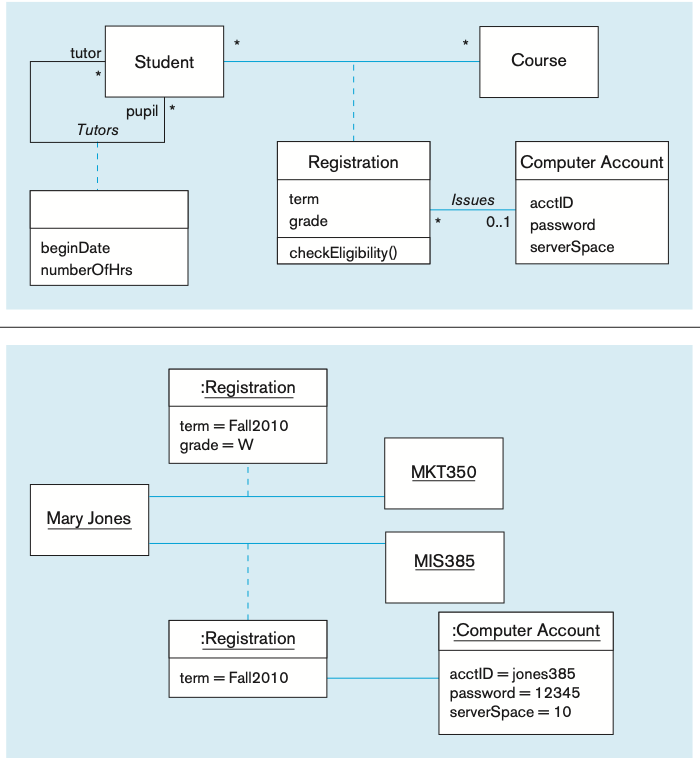 tutor
*
Student
*
*
Course
pupil
*
Tutors
beginDate
numberOfHrs
Registration
term
grade
checkEligibility()
Issues
*
0..1
Computer Account
acctID
password
serverSpace
:Registration
term = Fall2010
grade = W
MKT350
Mary Jones
MIS385
:Registration
term = Fall2010
:Computer Account
acctID = jones385
password = 12345
serverSpace = 10